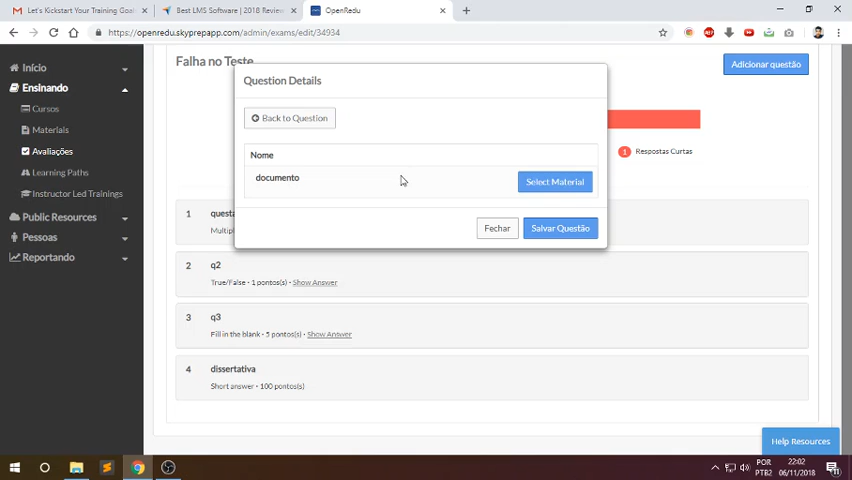 Let's Kickstart Your Training Goals
Best LMS Software | 2018 Review
OpenRedu
https://openredu.skyprepapp.com/admin/exams/edit/34934
Início
Ensinando
Cursos
Materials
Avaliações
Learning Paths
Instructor Led Trainings
Public Resources
Pessoas
Reportando
Falha no Teste
Adicionar questão
Question Details
Back to Question
Nome
documento
Select Material
Fechar
Salvar Questão
1 Respostas Curtas
1
2 q2
True/False • 1 pontos(s) • Show Answer
3 q3
Fill in the blank • 5 pontos(s) • Show Answer
4 dissertativa
Short answer • 100 pontos(s)
Help Resources
POR
PTB2
22:02
06/11/2018